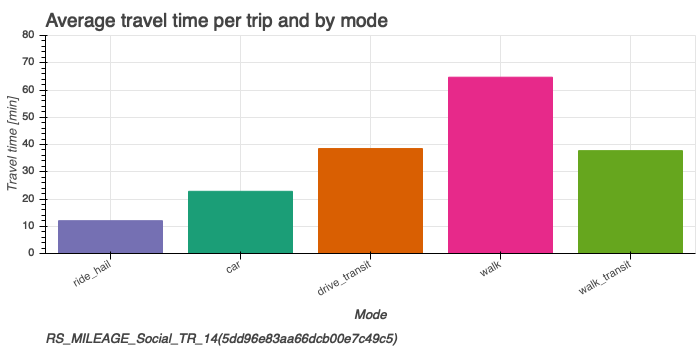 Average travel time per trip and by mode
80
70
60
50
40
30
20
10
0
Travel time [min]
ride_hail
car
drive_transit
walk
walk_transit
Mode
RS_MILEAGE_Social_TR_14(5dd96e83aa66dcb00e7c49c5)